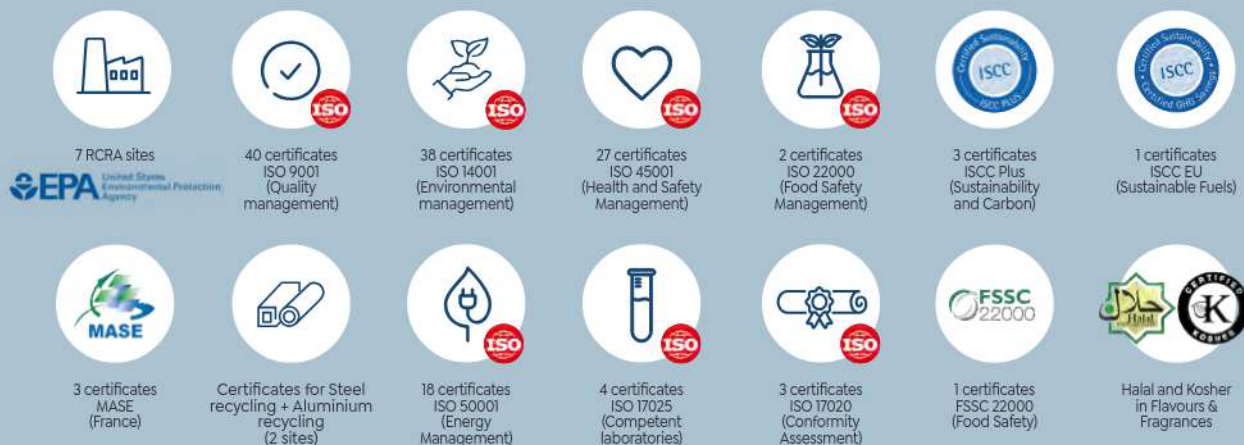 ISO
ISO
ISO
ISO
Certified Sustainability
ISCC
ISCC PLUS
Certified Sustainability
ISCC
Certified GHG Savings
7 RCRA sites
EPA
United States
Environmental Protection
Agency
40 certificates
ISO 9001
(Quality
management)
38 certificates
ISO 14001
(Environmental
management)
27 certificates
ISO 45001
(Health and Safety
Management)
2 certificates
ISO 22000
(Food Safety
Management)
3 certificates
ISCC Plus
(Sustainability
and Carbon)
1 certificates
ISCC EU
(Sustainable Fuels)
MASE
ISO
ISO
ISO
FSSC
22000
حلال
Halal
CERTIFIED
K
KOSHER
3 certificates
MASE
(France)
Certificates for Steel
recycling + Aluminium
recycling
(2 sites)
18 certificates
ISO 50001
(Energy
Management)
4 certificates
ISO 17025
(Competent
laboratories)
3 certificates
ISO 17020
(Conformity
Assessment)
1 certificates
FSSC 22000
(Food Safety)
Halal and Kosher
in Flavours &
Fragrances